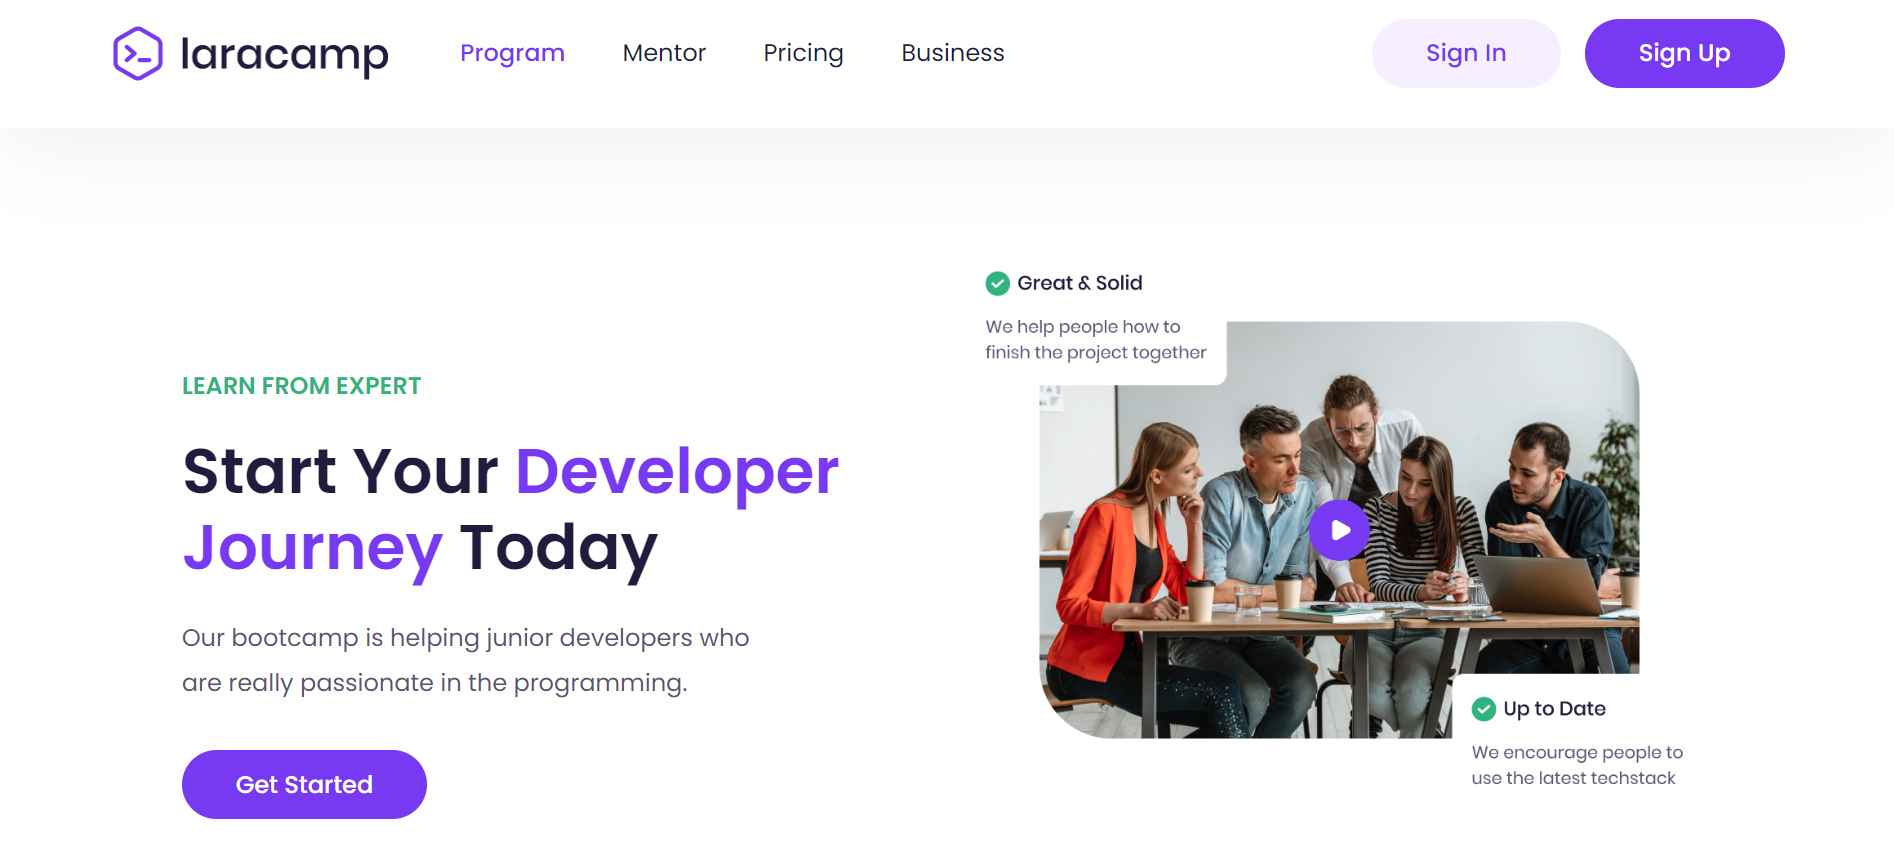 laracamp
Program
Mentor
Pricing
Business
Sign In
Sign Up
LEARN FROM EXPERT
Start Your Developer
Journey Today
Our bootcamp is helping junior developers who
are really passionate in the programming.
Get Started
Great & Solid
We help people how to
finish the project together
Up to Date
We encourage people to
use the latest techstack